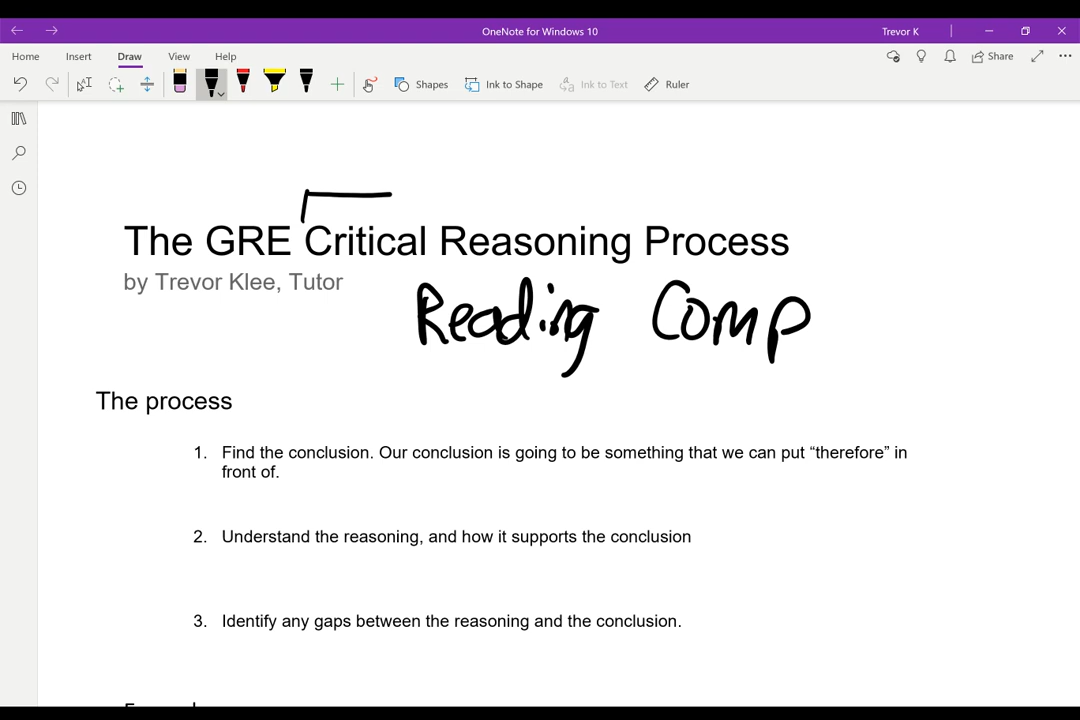 OneNote for Windows 10
Trevor K
Home Insert Draw View Help
Share
Shapes Ink to Shape Ink to Text Ruler
The GRE Critical Reasoning Process
by Trevor Klee, Tutor
Reading Comp
The process
1. Find the conclusion. Our conclusion is going to be something that we can put “therefore” in
front of.
2. Understand the reasoning, and how it supports the conclusion
3. Identify any gaps between the reasoning and the conclusion.